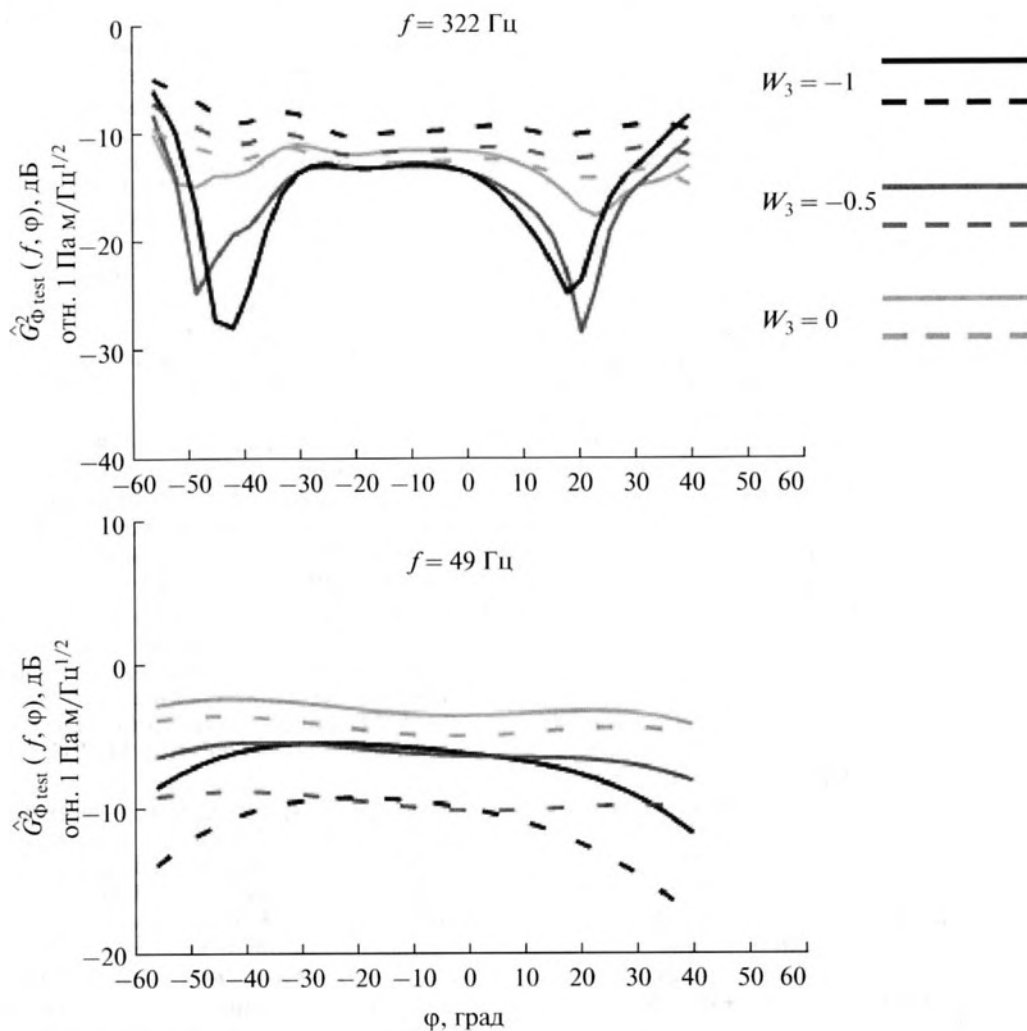 f = 322 Гц
0
−10
−20
−30
−40
Ĝ²Φ test (f, φ), дБ
отн. 1 Па м/Гц^1/2
−60 −50 −40 −30 −20 −10 0 10 20 30 40 50 60
W₃ = −1
W₃ = −0.5
W₃ = 0
f = 49 Гц
10
0
−10
−20
Ĝ²Φ test (f, φ), дБ
отн. 1 Па м/Гц^1/2
−60 −50 −40 −30 −20 −10 0 10 20 30 40 50 60
φ, град